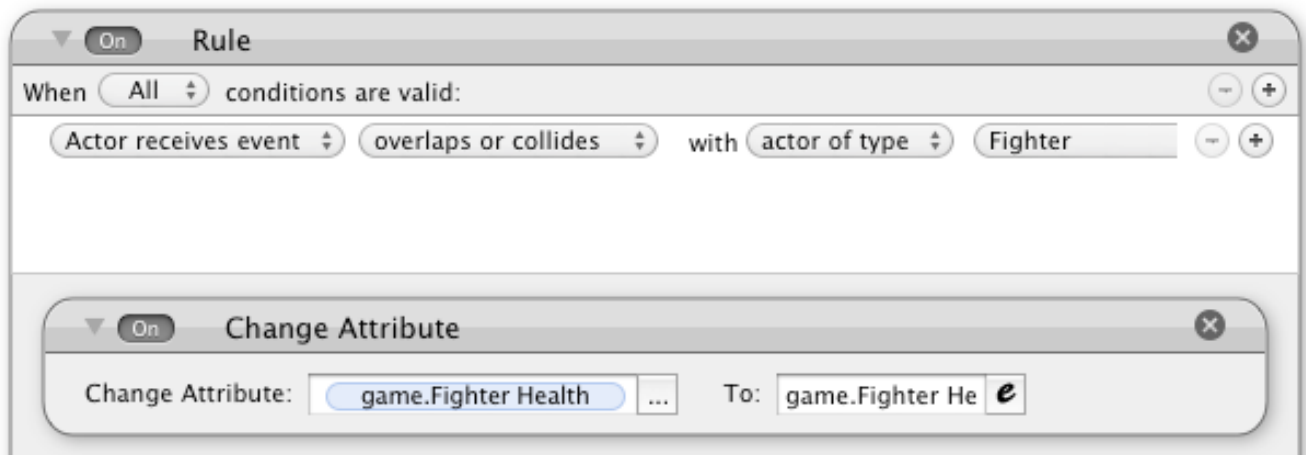 On Rule
When All conditions are valid:
Actor receives event overlaps or collides with actor of type Fighter
On Change Attribute
Change Attribute: game.Fighter Health ... To: game.Fighter He e